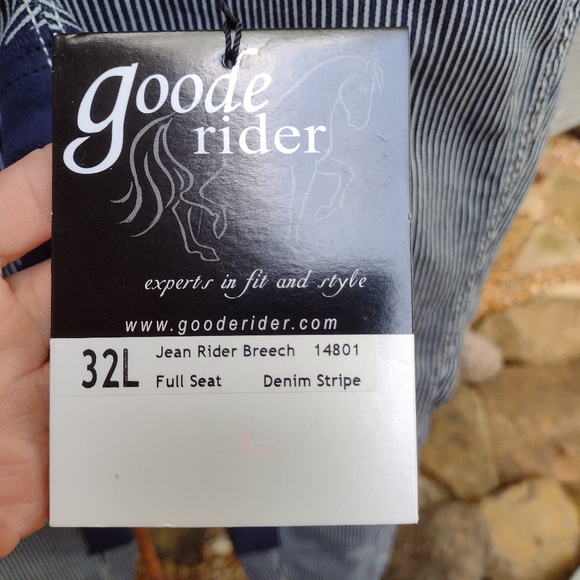 goode
rider
experts in fit and style
www.gooderider.com
32L
Jean Rider Breech 14801
Full Seat Denim Stripe